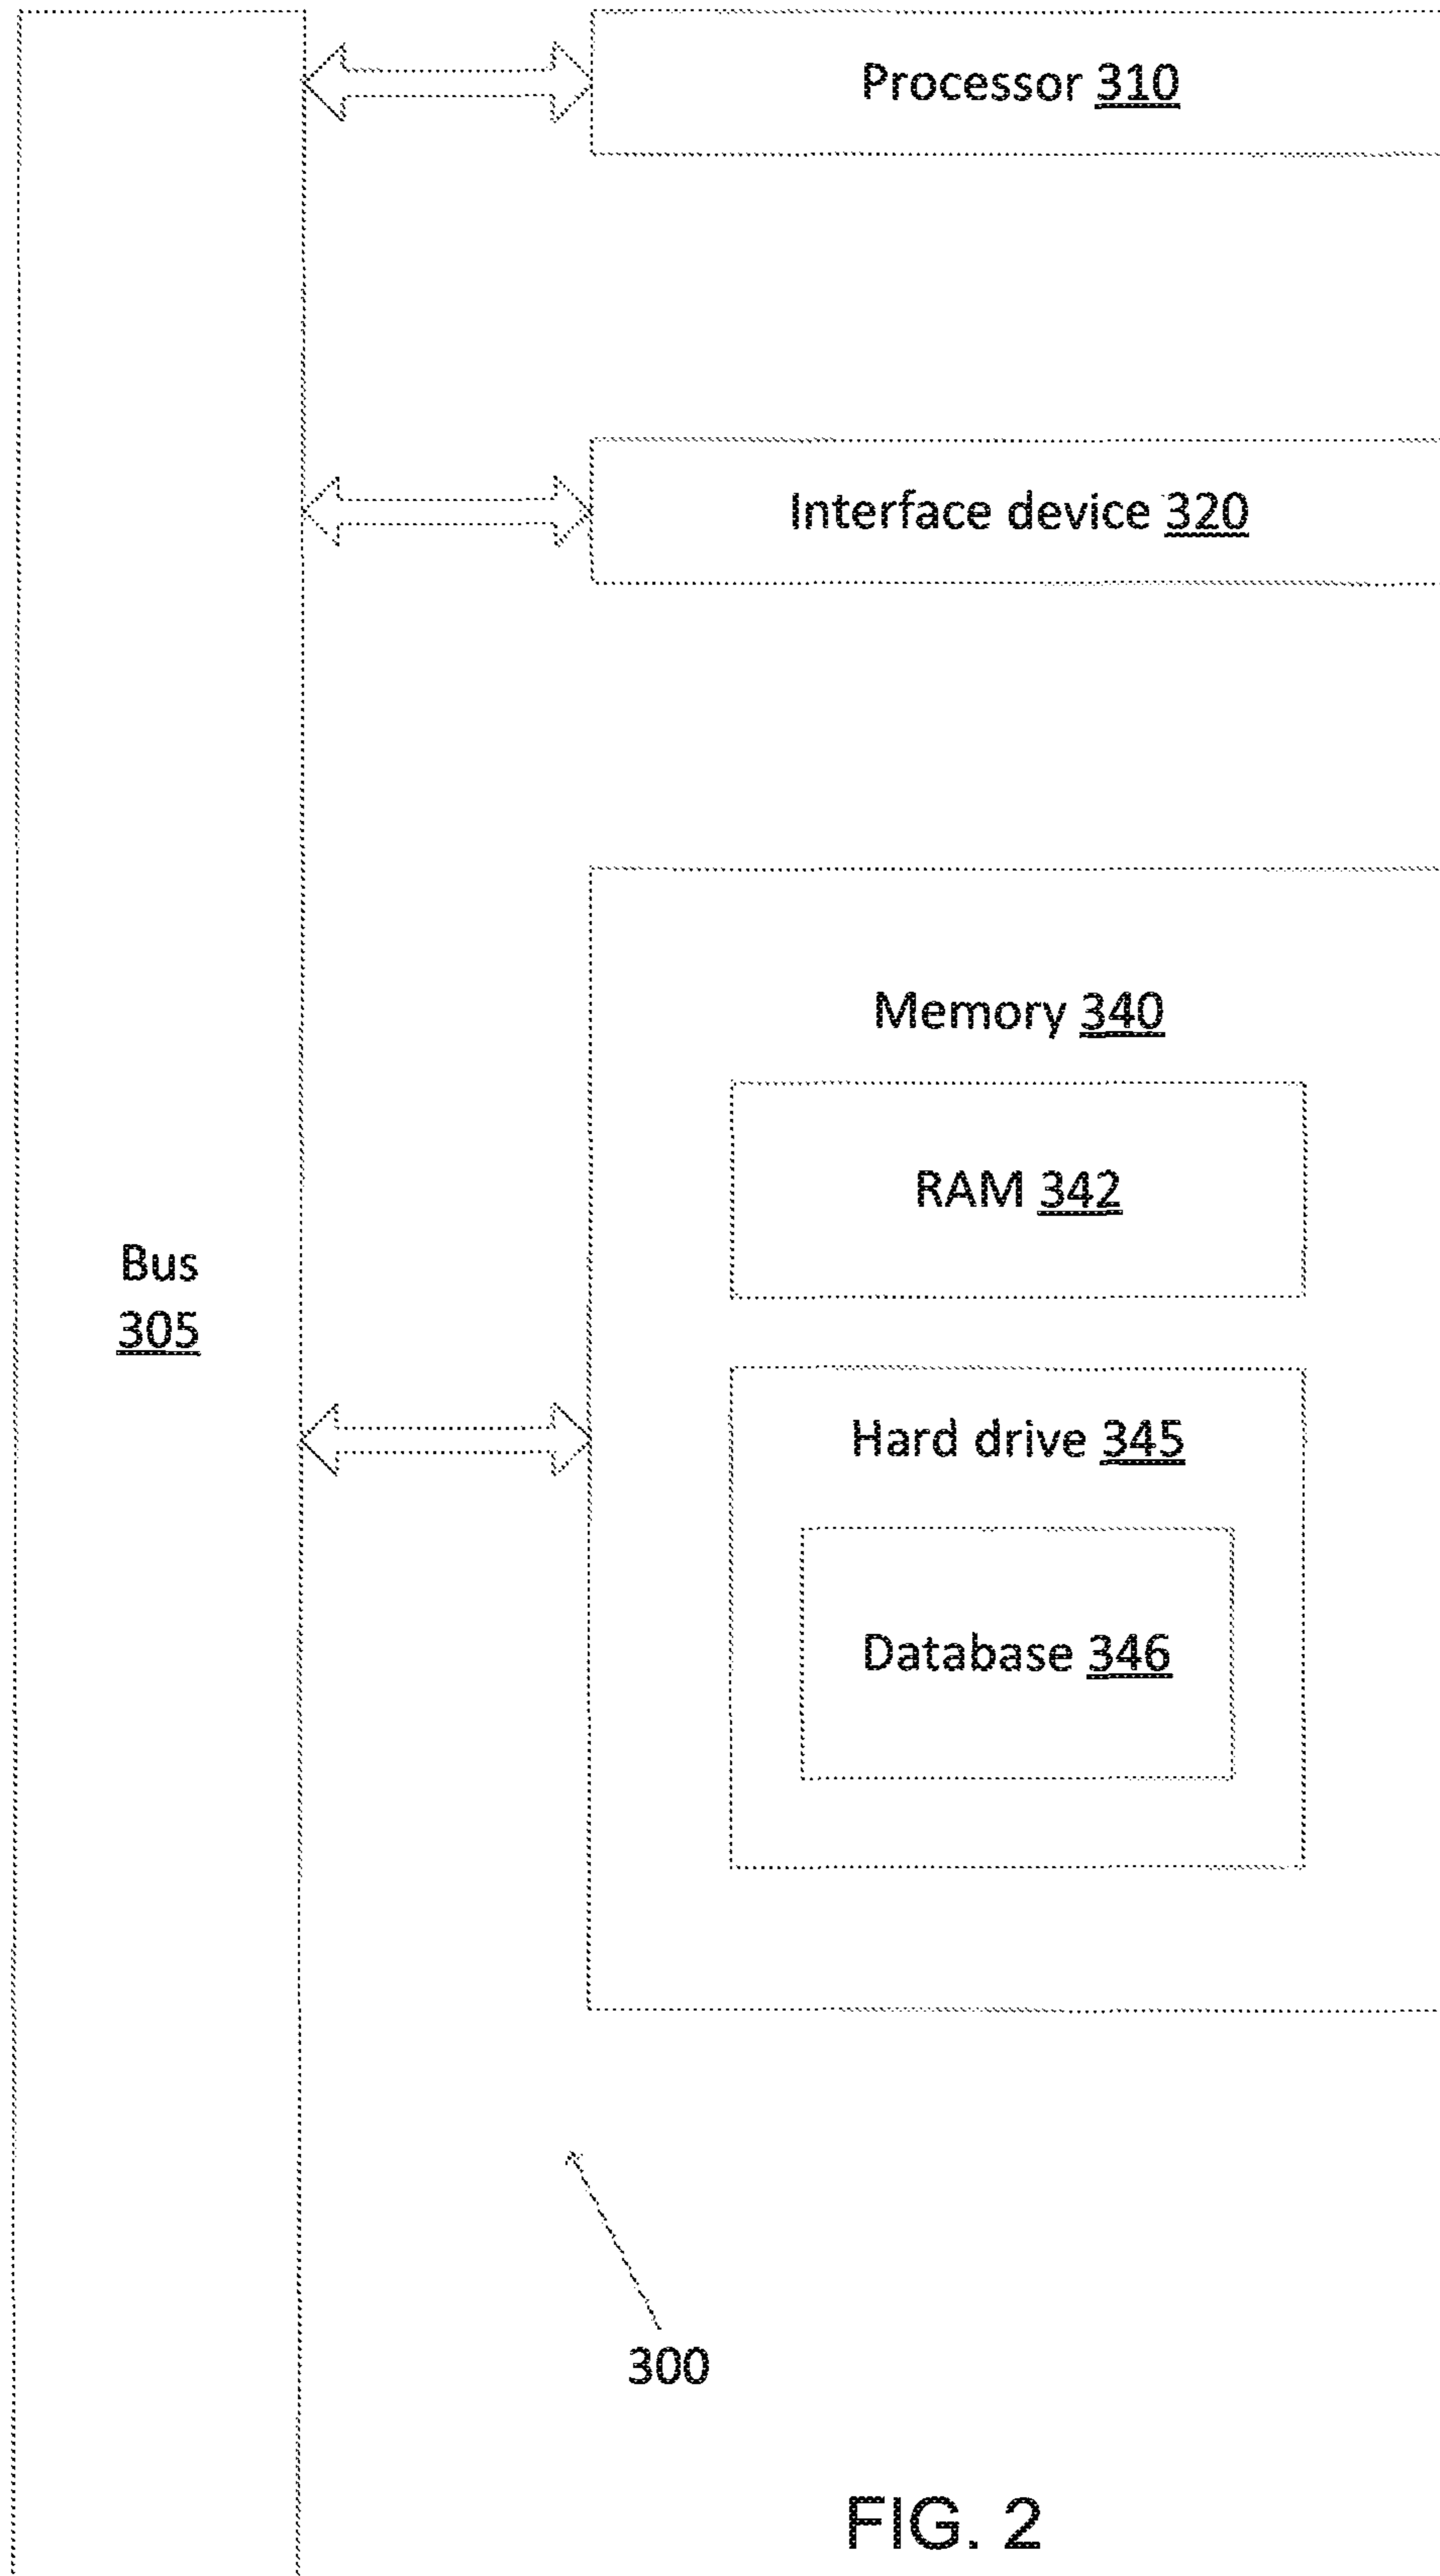 Processor 310
Interface device 320
Memory 340
RAM 342
Bus
305
Hard drive 345
Database 346
300
FIG. 2